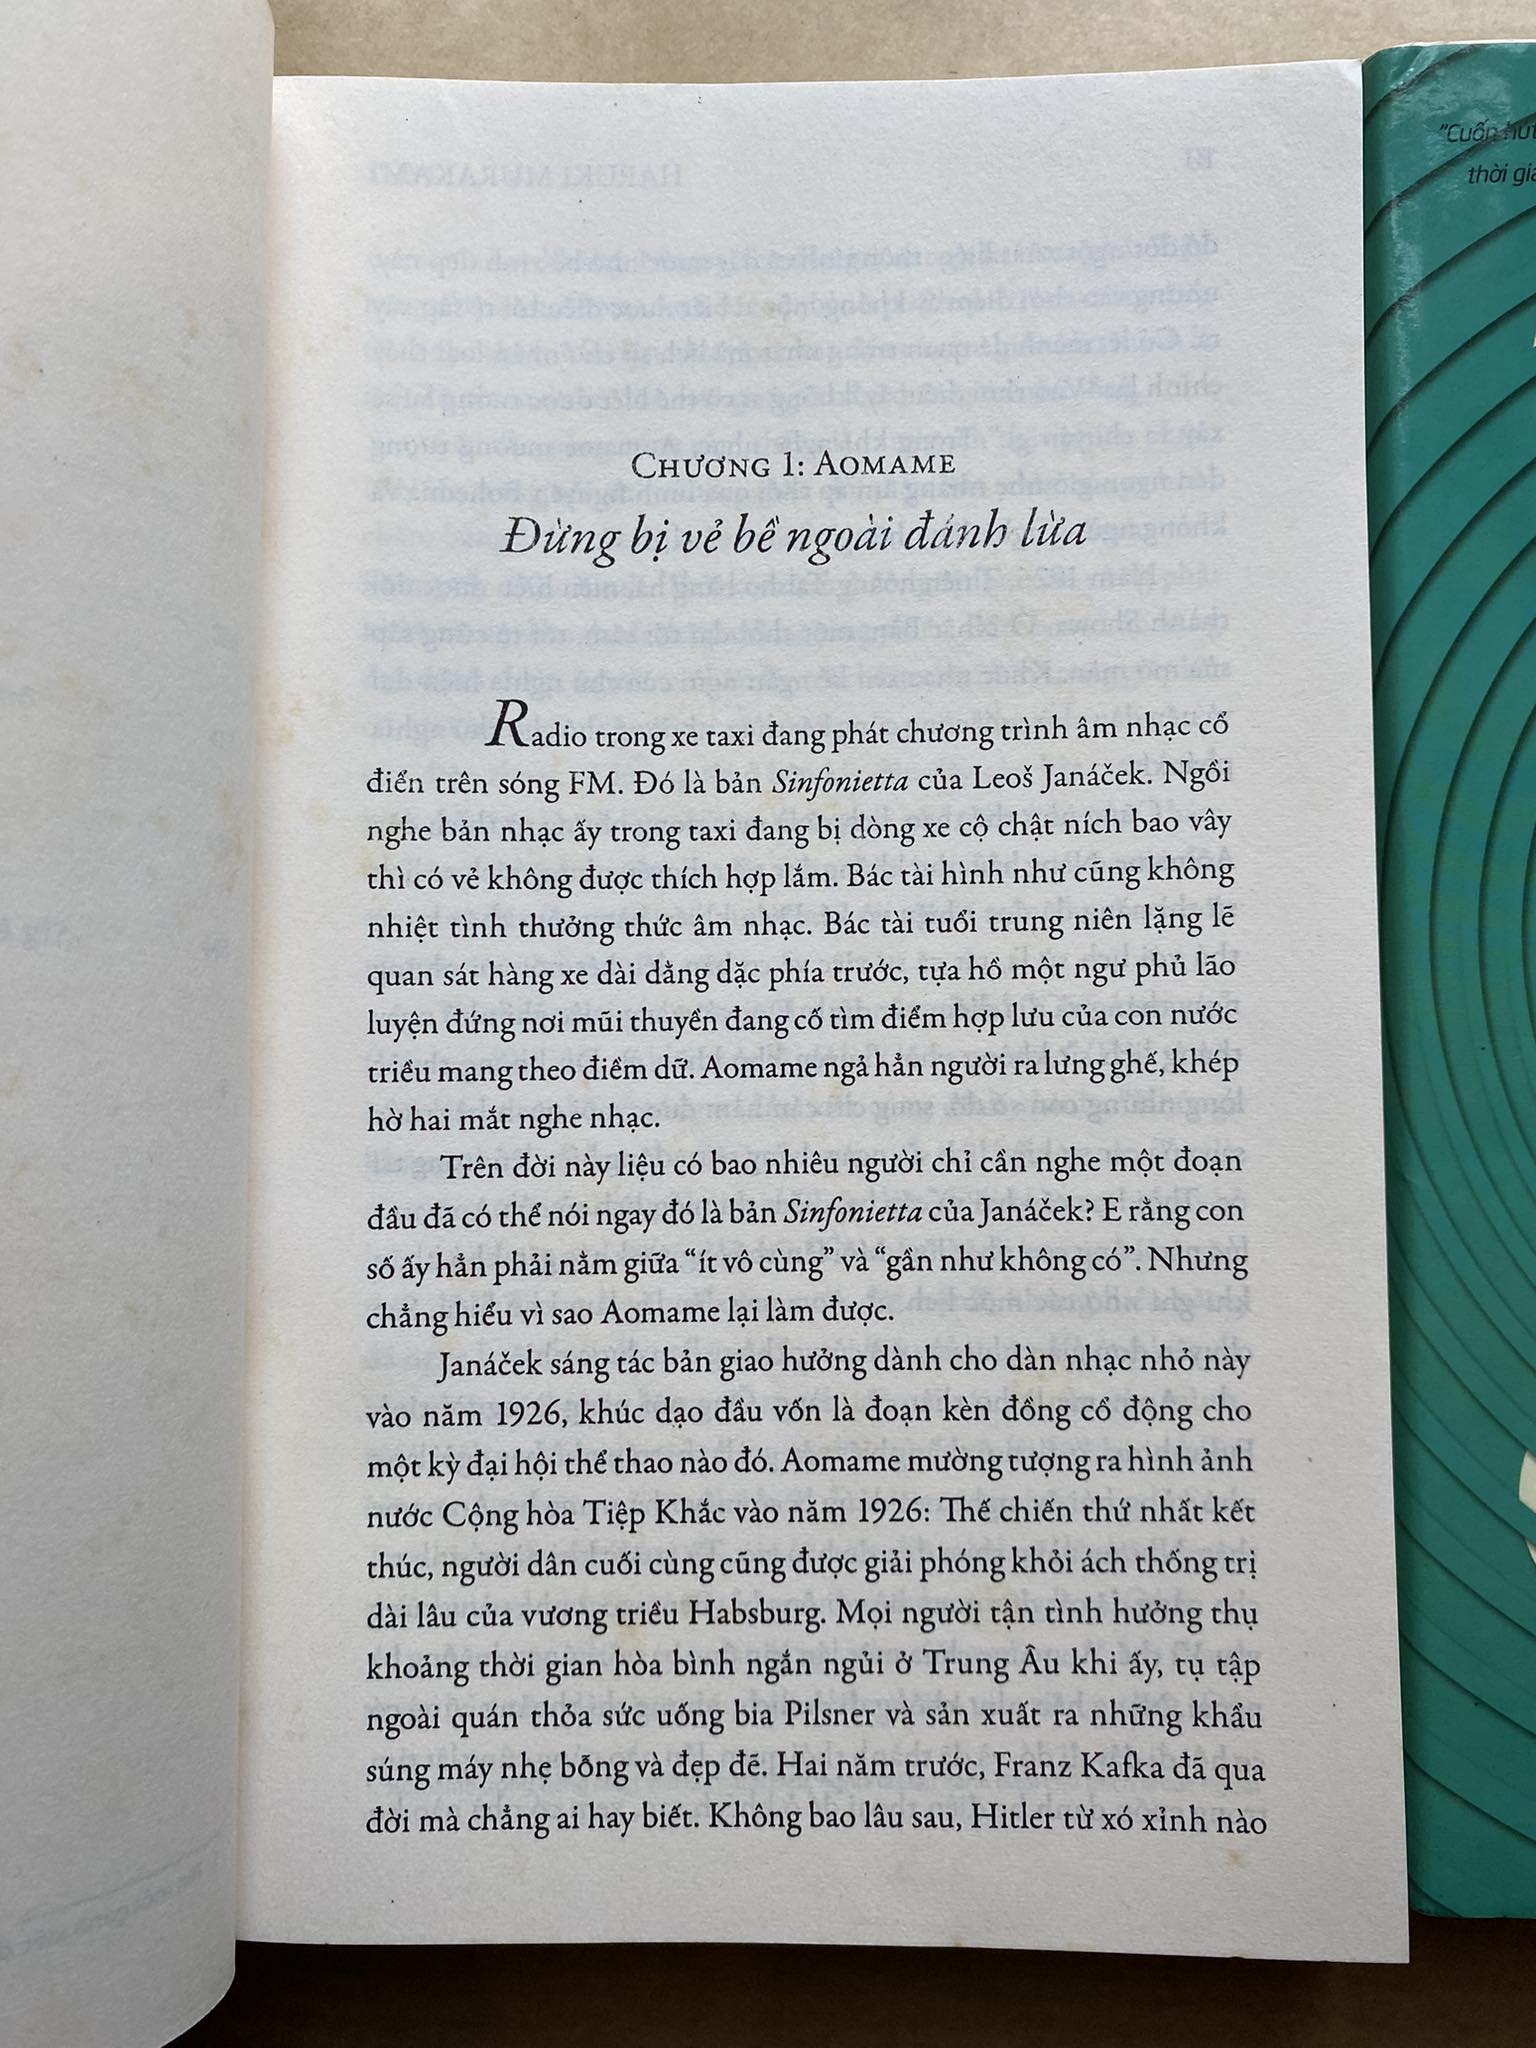 CHƯƠNG 1: AOMAME
Đừng bị vẻ bề ngoài đánh lừa
Radio trong xe taxi đang phát chương trình âm nhạc cổ
điển trên sóng FM. Đó là bản Sinfonietta của Leoš Janáček. Ngồi
nghe bản nhạc ấy trong taxi đang bị dòng xe cộ chật ních bao vây
thì có vẻ không được thích hợp lắm. Bác tài hình như cũng không
nhiệt tình thưởng thức âm nhạc. Bác tài tuổi trung niên lặng lẽ
quan sát hàng xe dài dằng dặc phía trước, tựa hồ một ngư phủ lão
luyện đứng nơi mũi thuyền đang cố tìm điểm hợp lưu của con nước
triều mang theo điềm dữ. Aomame ngả hẳn người ra lưng ghế, khép
hờ hai mắt nghe nhạc.
Trên đời này liệu có bao nhiêu người chỉ cần nghe một đoạn
đầu đã có thể nói ngay đó là bản Sinfonietta của Janáček? E rằng con
số ấy hẳn phải nằm giữa “ít vô cùng” và “gần như không có”. Nhưng
chẳng hiểu vì sao Aomame lại làm được.
Janáček sáng tác bản giao hưởng dành cho dàn nhạc nhỏ này
vào năm 1926, khúc dạo đầu vốn là đoạn kèn đồng cổ động cho
một kỳ đại hội thể thao nào đó. Aomame mường tượng ra hình ảnh
nước Cộng hòa Tiệp Khắc vào năm 1926: Thế chiến thứ nhất kết
thúc, người dân cuối cùng cũng được giải phóng khỏi ách thống trị
dài lâu của vương triều Habsburg. Mọi người tận tình hưởng thụ
khoảng thời gian hòa bình ngắn ngủi ở Trung Âu khi ấy, tụ tập
ngoài quán thỏa sức uống bia Pilsner và sản xuất ra những khẩu
súng máy nhẹ bỗng và đẹp đẽ. Hai năm trước, Franz Kafka đã qua
đời mà chẳng ai hay biết. Không bao lâu sau, Hitler từ xó xỉnh nào
"Cuốn hút
thời